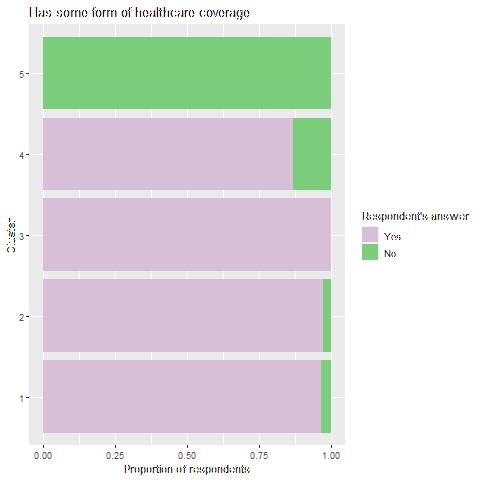 Has some form of healthcare coverage
5
4
3
2
1
Cluster
0.00 0.25 0.50 0.75 1.00
Proportion of respondents
Respondent's answer
Yes
No